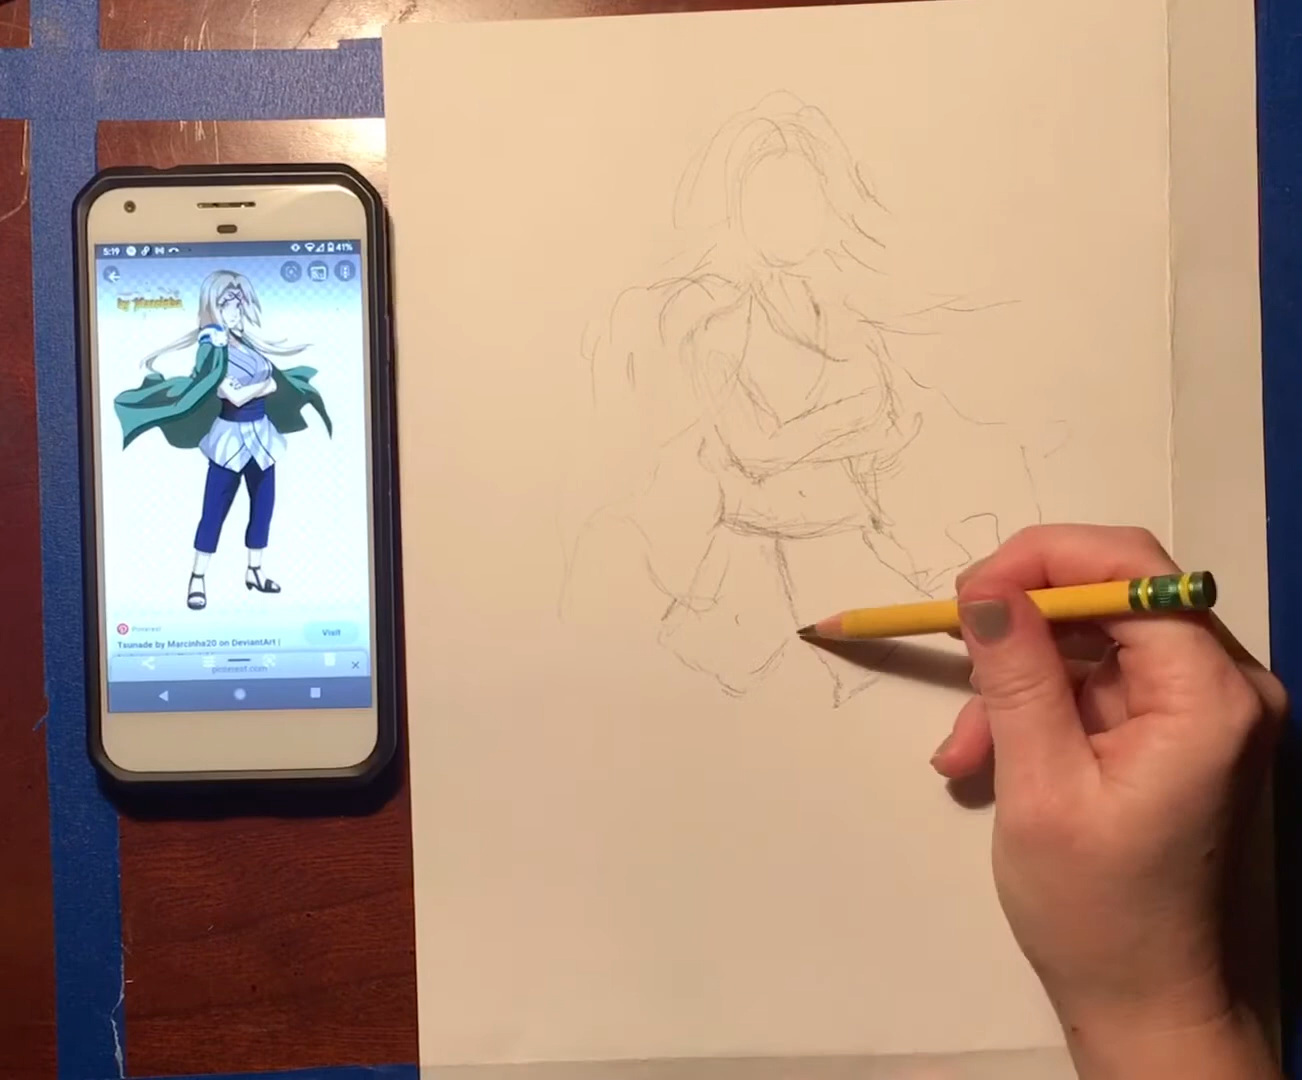 5:19
41%
by Marcinha
Pinterest
Tsunade by Marcinha20 on DeviantArt |
Visit
pinterest.com